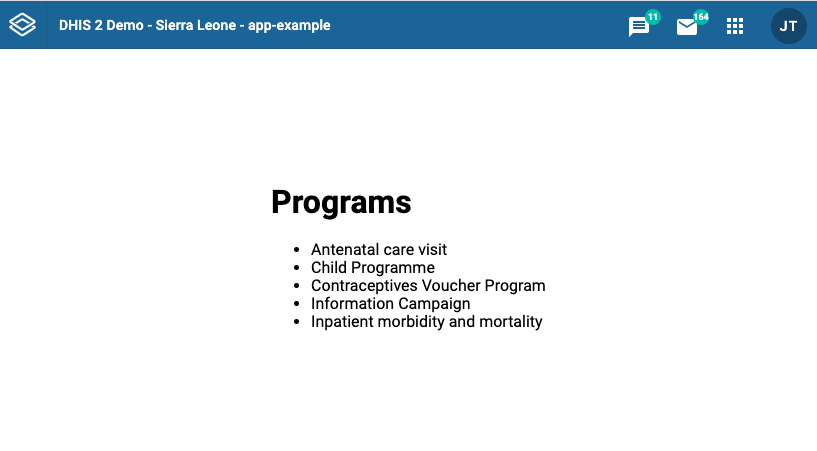 DHIS 2 Demo - Sierra Leone - app-example
11
164
JT
Programs
• Antenatal care visit
• Child Programme
• Contraceptives Voucher Program
• Information Campaign
• Inpatient morbidity and mortality